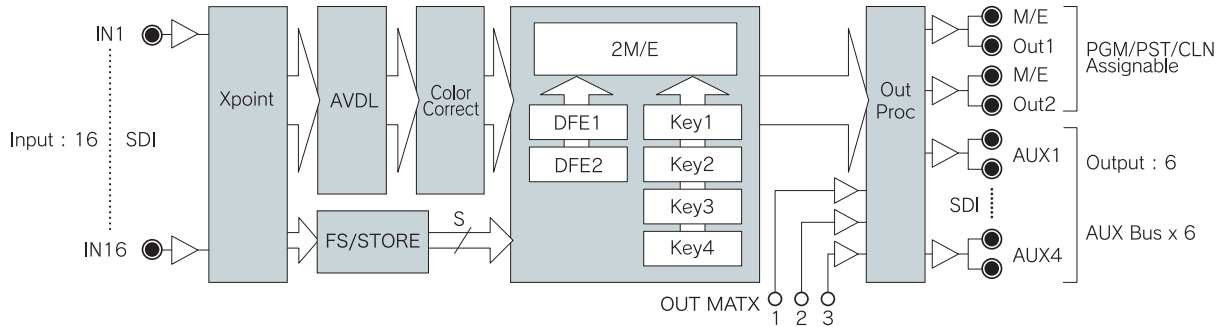 IN1
Input : 16
SDI
IN16
Xpoint
AVDL
Color
Correct
FS/STORE
S
2M/E
DFE1
DFE2
Key1
Key2
Key3
Key4
OUT MATX
1
2
3
Out
Proc
M/E
Out1
M/E
Out2
PGM/PST/CLN
Assignable
AUX1
SDI
AUX4
Output : 6
AUX Bus x 6